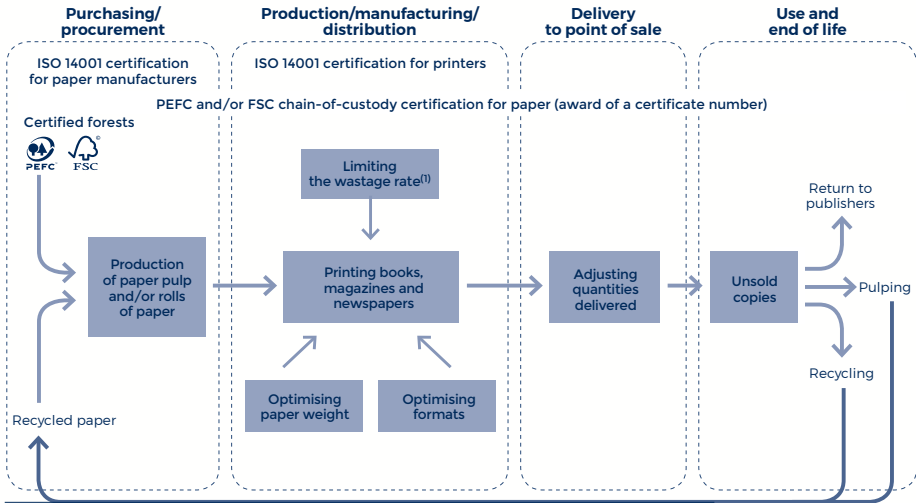 Purchasing/
procurement
Production/manufacturing/
distribution
Delivery
to point of sale
Use and
end of life
ISO 14001 certification
for paper manufacturers
ISO 14001 certification for printers
PEFC and/or FSC chain-of-custody certification for paper (award of a certificate number)
Certified forests
PEFC
FSC
Limiting
the wastage rate(1)
Return to
publishers
Production
of paper pulp
and/or rolls
of paper
Printing books,
magazines and
newspapers
Adjusting
quantities
delivered
Unsold
copies
Pulping
Recycling
Optimising
paper weight
Optimising
formats
Recycled paper